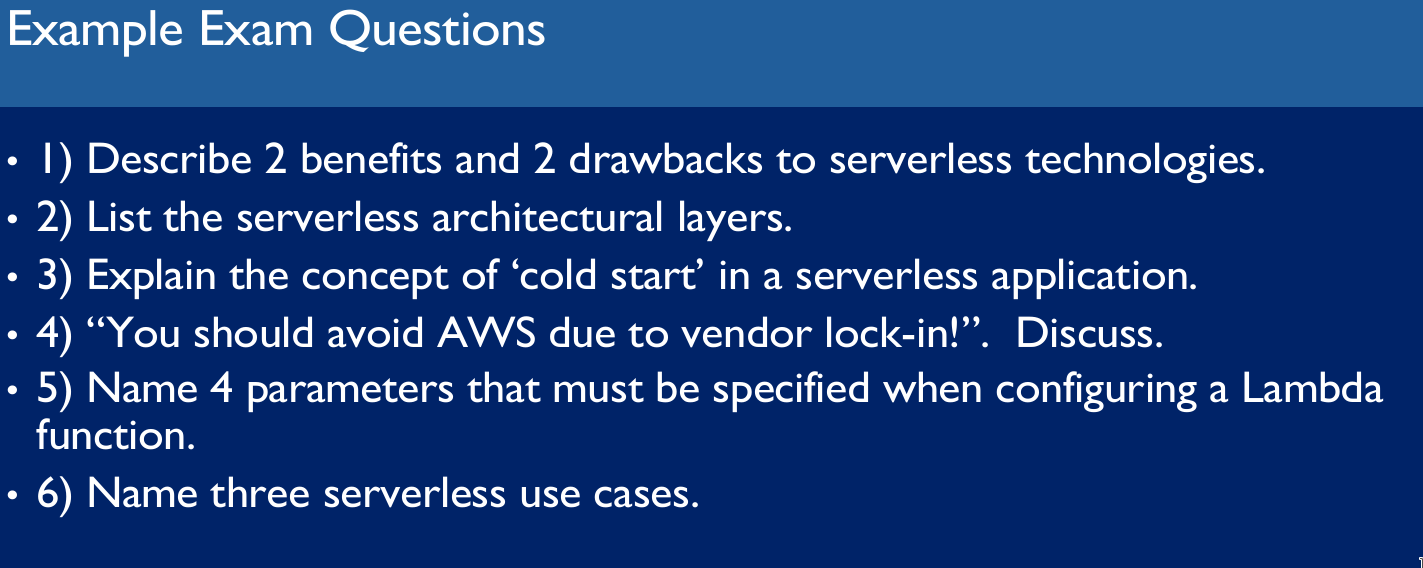 Example Exam Questions
• 1) Describe 2 benefits and 2 drawbacks to serverless technologies.
• 2) List the serverless architectural layers.
• 3) Explain the concept of ‘cold start’ in a serverless application.
• 4) “You should avoid AWS due to vendor lock-in!”.  Discuss.
• 5) Name 4 parameters that must be specified when configuring a Lambda
function.
• 6) Name three serverless use cases.